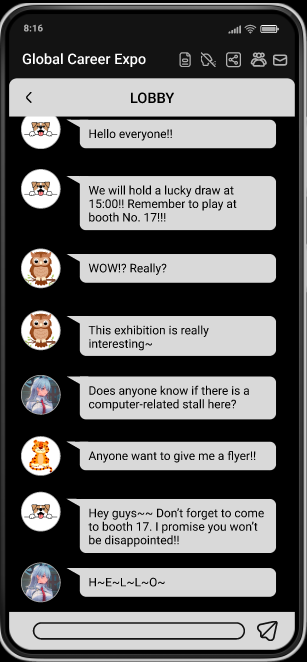 8:16
Global Career Expo
LOBBY
Hello everyone!!
We will hold a lucky draw at
15:00!! Remember to play at
booth No. 17!!!
WOW!? Really?
This exhibition is really
interesting~
Does anyone know if there is a
computer-related stall here?
Anyone want to give me a flyer!!
Hey guys~~ Don't forget to come
to booth 17. I promise you won't
be disappointed!!
H~E~L~L~O~